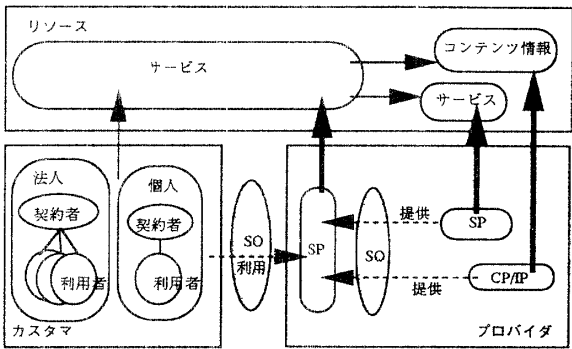 リソース
サービス
コンテンツ情報
サービス
法人
契約者
利用者
個人
契約者
利用者
カスタマ
SO
利用
SP
SO
提供
SP
提供
CP/IP
プロバイダ